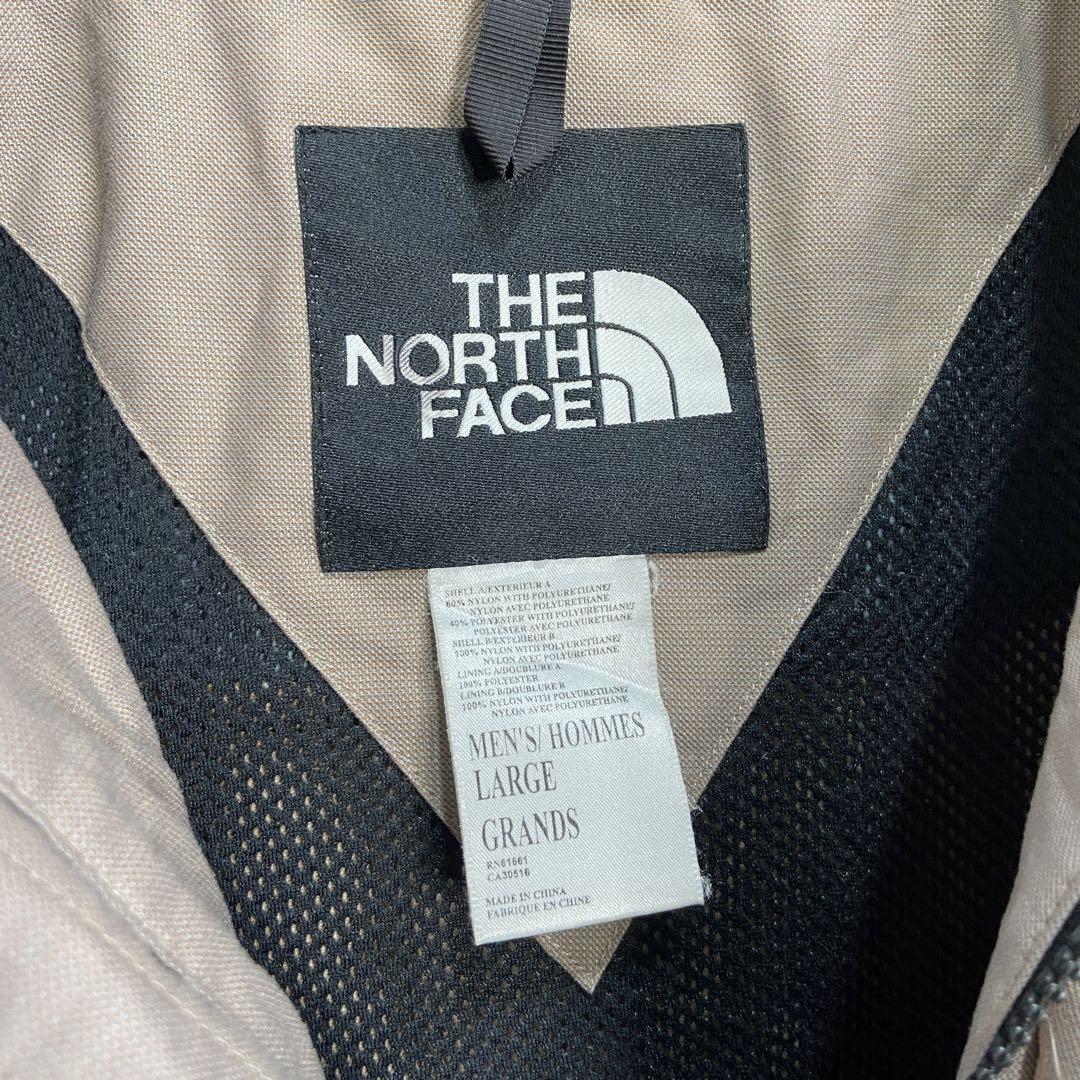 THE
NORTH
FACE
SHELL A/EXTERIEUR A
60% NYLON WITH POLYURETHANE/
NYLON AVEC POLYURETHANE
40% POLYESTER WITH POLYURETHANE/
POLYESTER AVEC POLYURETHANE
SHELL B/EXTERIEUR B
100% NYLON WITH POLYURETHANE/
NYLON AVEC POLYURETHANE
LINING A/DOUBLURE A
100% POLYESTER
LINING B/DOUBLURE B
100% NYLON WITH POLYURETHANE/
NYLON AVEC POLYURETHANE
MEN'S/ HOMMES
LARGE
GRANDS
RN61661
CA30516
MADE IN CHINA
FABRIQUE EN CHINE